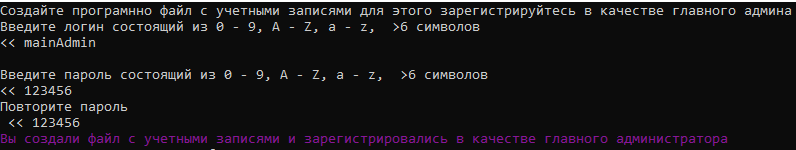 Создайте програмнно файл с учетными записями для этого зарегистрируйтесь в качестве главного админа
Введите логин состоящий из 0 - 9, A - Z, a - z,  >6 символов
<< mainAdmin
Введите пароль состоящий из 0 - 9, A - Z, a - z,  >6 символов
<< 123456
Повторите пароль
<< 123456
Вы создали файл с учетными записями и зарегистрировались в качестве главного администратора